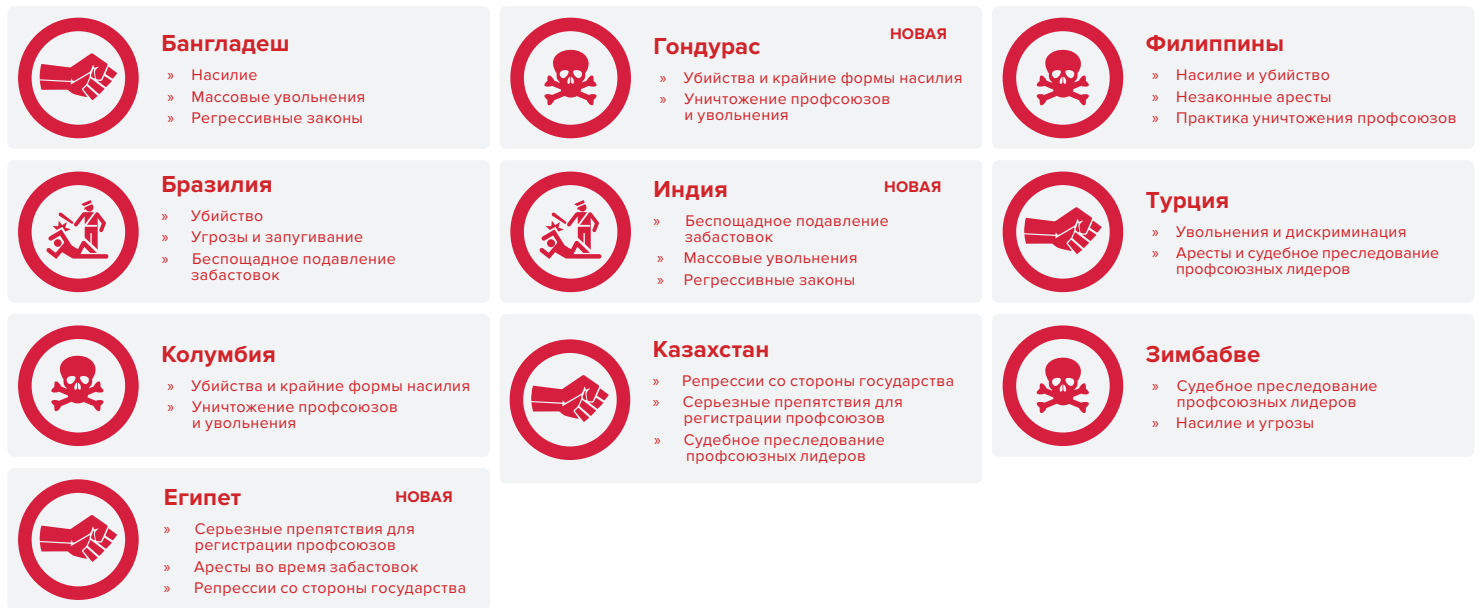 Бангладеш
» Насилие
» Массовые увольнения
» Регрессивные законы
Бразилия
» Убийство
» Угрозы и запугивание
» Беспощадное подавление
забастовок
Колумбия
» Убийства и крайние формы насилия
» Уничтожение профсоюзов
и увольнения
Египет НОВАЯ
» Серьезные препятствия для
регистрации профсоюзов
» Аресты во время забастовок
» Репрессии со стороны государства
Гондурас НОВАЯ
» Убийства и крайние формы насилия
» Уничтожение профсоюзов
и увольнения
Индия НОВАЯ
» Беспощадное подавление
забастовок
» Массовые увольнения
» Регрессивные законы
Казахстан
» Репрессии со стороны государства
» Серьезные препятствия для
регистрации профсоюзов
» Судебное преследование
профсоюзных лидеров
Филиппины
» Насилие и убийство
» Незаконные аресты
» Практика уничтожения профсоюзов
Турция
» Увольнения и дискриминация
» Аресты и судебное преследование
профсоюзных лидеров
Зимбабве
» Судебное преследование
профсоюзных лидеров
» Насилие и угрозы